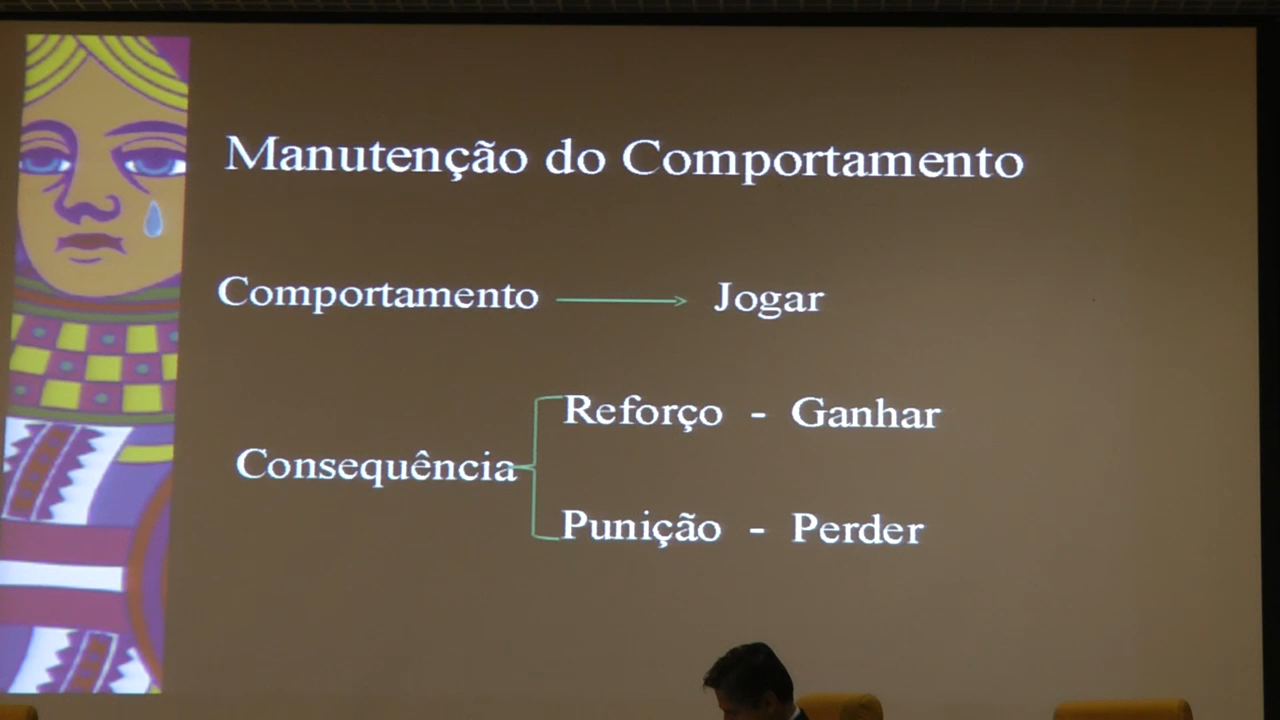 Manutenção do Comportamento
Comportamento Jogar
Reforço - Ganhar
Consequência
Punição - Perder